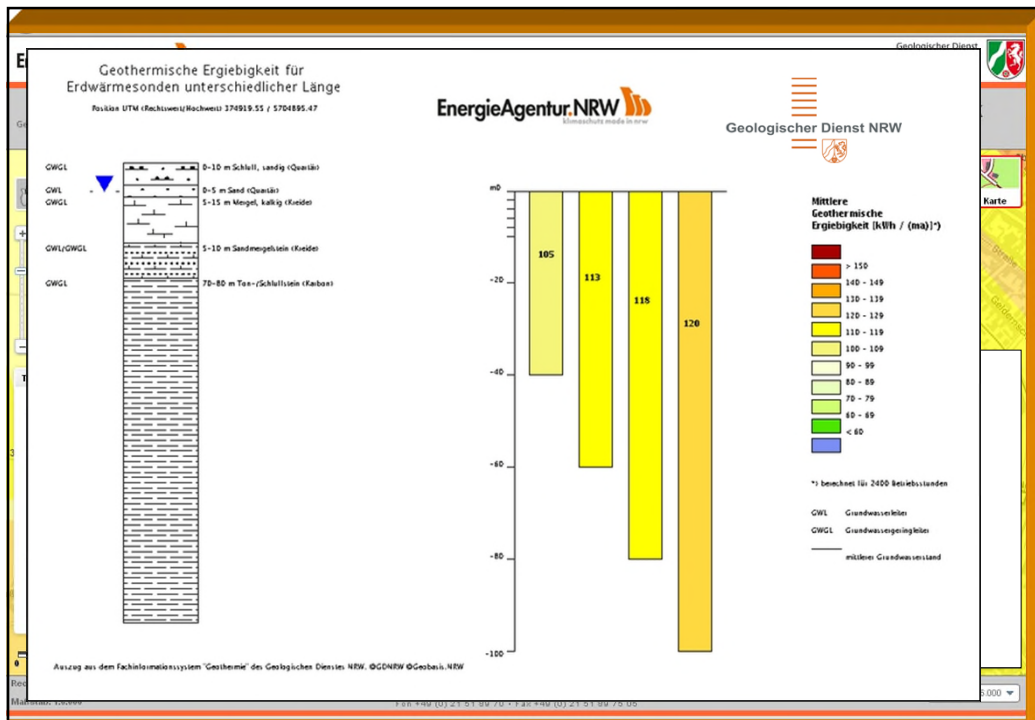 Geologischer Dienst
Geothermische Ergiebigkeit für
Erdwärmesonden unterschiedlicher Länge
Position UTM (Rechtswert/Hochwert) 374919.55 / 5704895.47
EnergieAgentur.NRW
klimaschutz made in nrw
Geologischer Dienst NRW
Karte
GWGL 0-10 m Schluff, sandig (Quartär)
GWL 0-5 m Sand (Quartär)
GWGL 5-15 m Mergel, kalkig (Kreide)
GWL/GWGL 5-10 m Sandmergelstein (Kreide)
GWGL 70-80 m Ton-/Schluffstein (Karbon)
m0
-20
-40
-60
-80
-100
105
113
118
120
Mittlere
Geothermische
Ergiebigkeit [kWh / (ma)]*)
> 150
140 - 149
130 - 139
120 - 129
110 - 119
100 - 109
90 - 99
80 - 89
70 - 79
60 - 69
< 60
*) berechnet für 2400 Betriebsstunden
GWL Grundwasserleiter
GWGL Grundwassergeringleiter
mittlerer Grundwasserstand
Auszug aus dem Fachinformationssystem "Geothermie" des Geologischen Dienstes NRW. ©GDNRW ©Geobasis.NRW
Straße